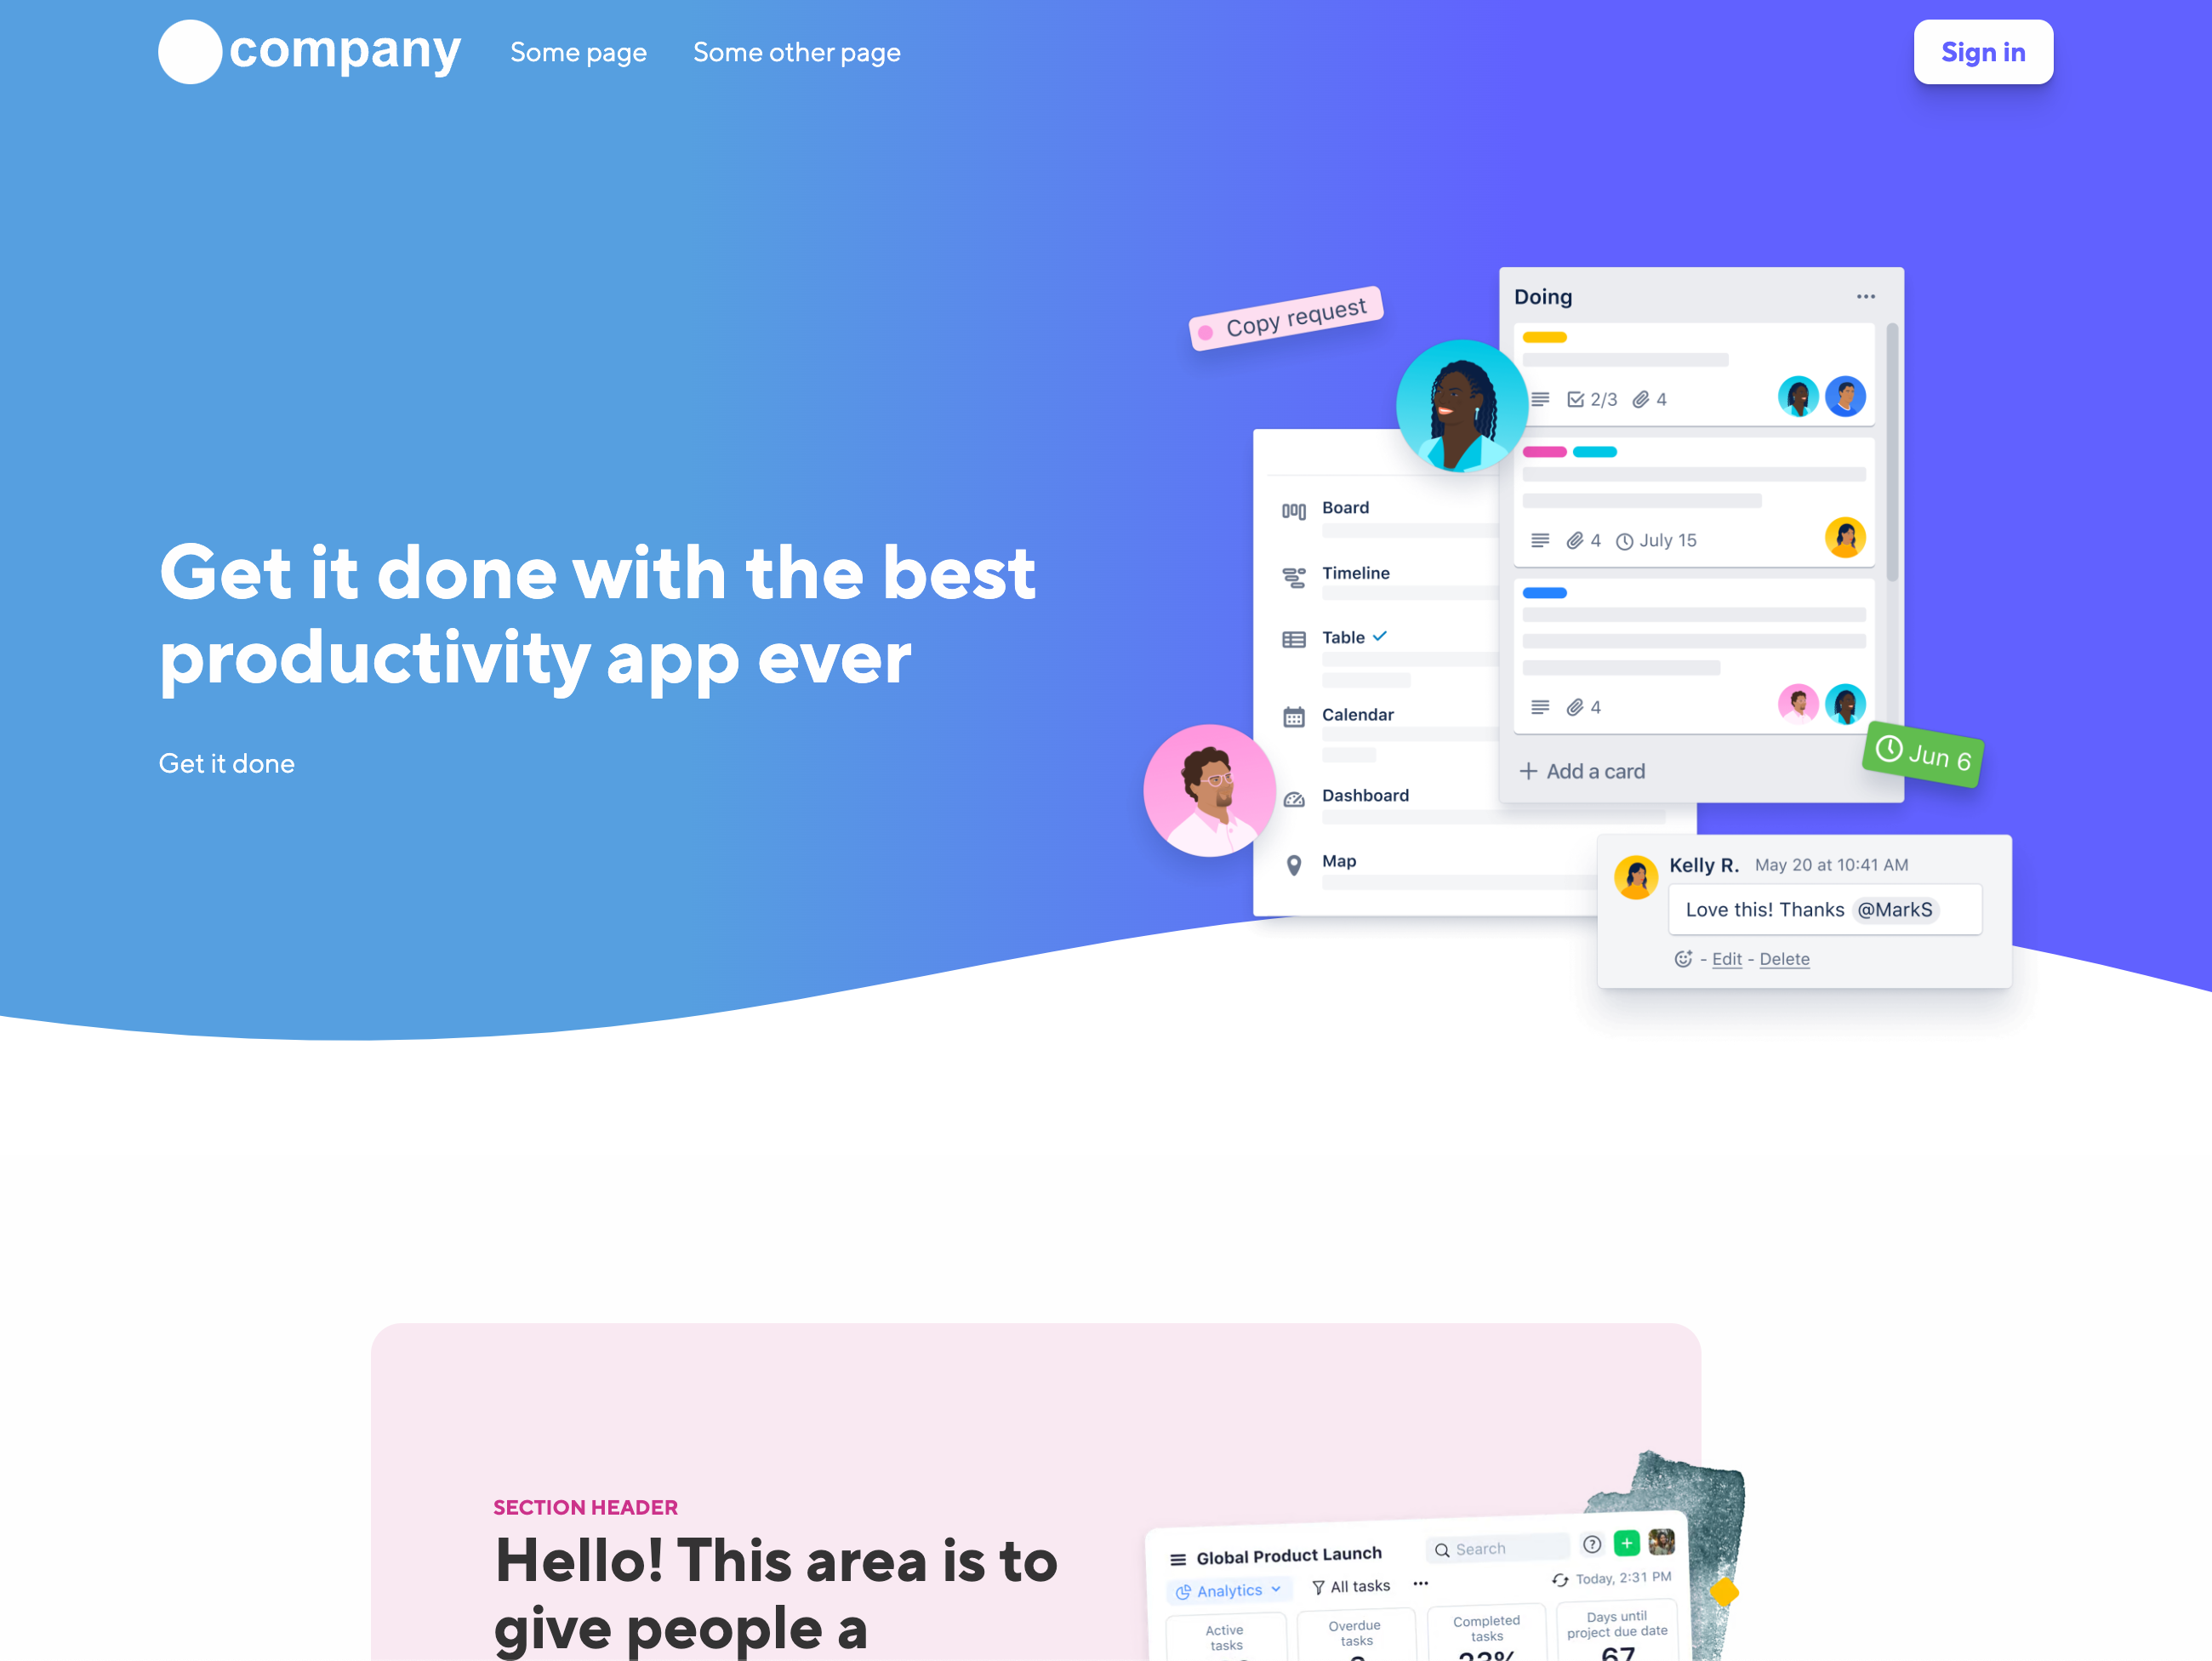 company
Some page
Some other page
Sign in
Get it done with the best
productivity app ever
Get it done
Copy request
Doing
2/3
4
4
July 15
4
Add a card
Jun 6
Board
Timeline
Table
Calendar
Dashboard
Map
Kelly R. May 20 at 10:41 AM
Love this! Thanks @MarkS
- Edit - Delete
SECTION HEADER
Hello! This area is to
give people a
Global Product Launch
Search
Analytics
All tasks
Today, 2:31 PM
Active
tasks
Overdue
tasks
Completed
tasks
Days until
project due date
23%
67